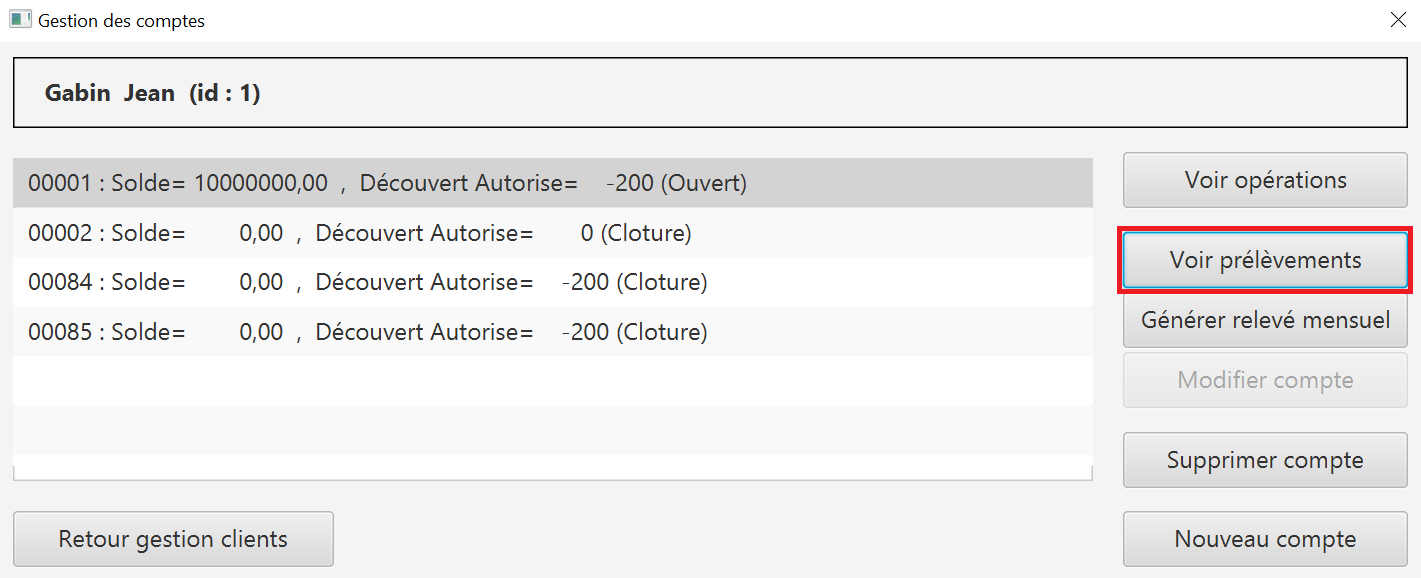 Gestion des comptes
Gabin Jean (id : 1)
00001 : Solde= 10000000,00 , Découvert Autorise= -200 (Ouvert)
00002 : Solde= 0,00 , Découvert Autorise= 0 (Cloture)
00084 : Solde= 0,00 , Découvert Autorise= -200 (Cloture)
00085 : Solde= 0,00 , Découvert Autorise= -200 (Cloture)
Voir opérations
Voir prélèvements
Générer relevé mensuel
Modifier compte
Supprimer compte
Retour gestion clients
Nouveau compte